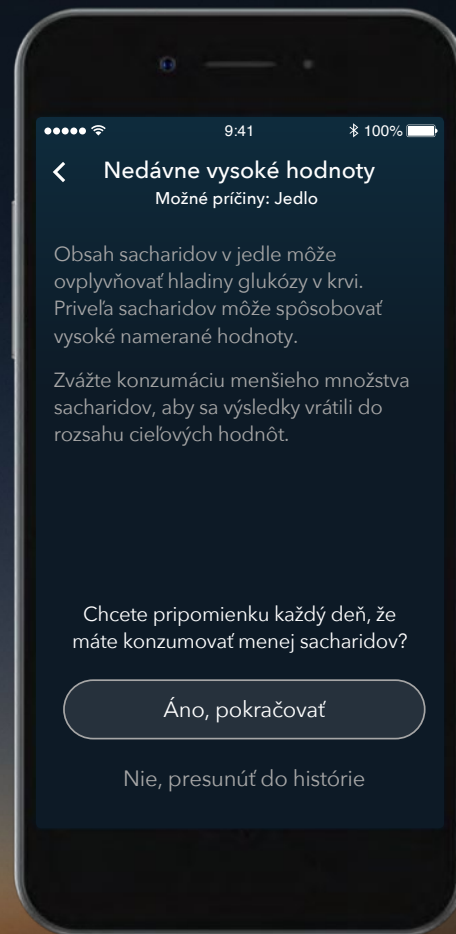 9:41
100%
Nedávne vysoké hodnoty
Možné príčiny: Jedlo
Obsah sacharidov v jedle môže
ovplyvňovať hladiny glukózy v krvi.
Priveľa sacharidov môže spôsobovať
vysoké namerané hodnoty.
Zvážte konzumáciu menšieho množstva
sacharidov, aby sa výsledky vrátili do
rozsahu cieľových hodnôt.
Chcete pripomienku každý deň, že
máte konzumovať menej sacharidov?
Áno, pokračovať
Nie, presunúť do histórie